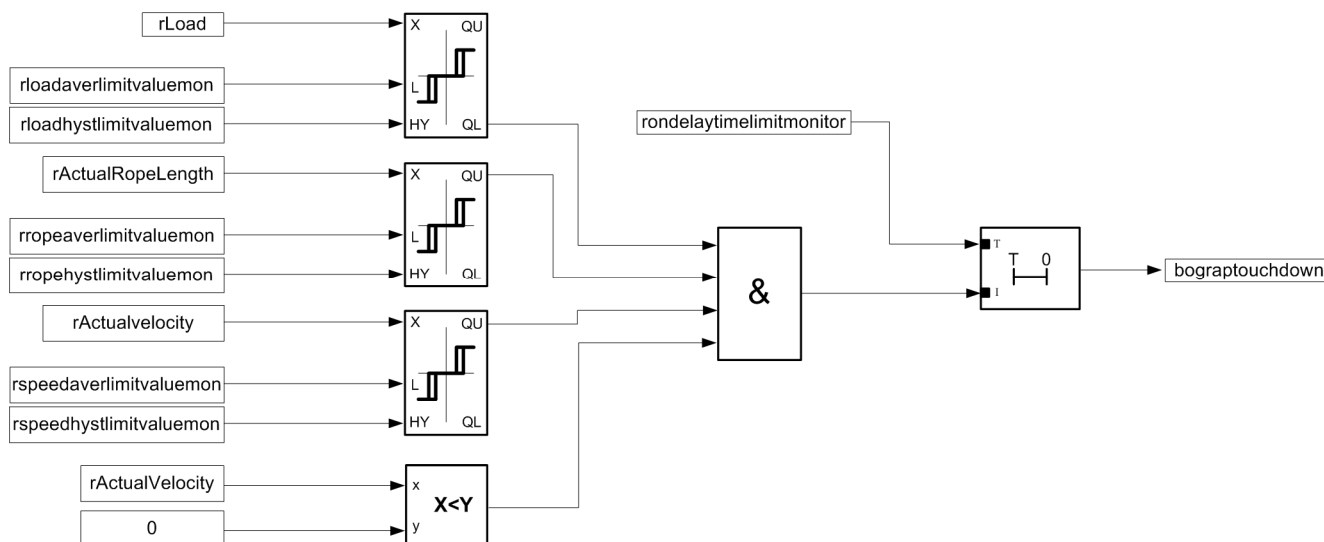 rLoad
rloadaverlimitvaluemon
rloadhystlimitvaluemon
X QU
L
HY QL
rActualRopeLength
rropeaverlimitvaluemon
rropehystlimitvaluemon
X QU
L
HY QL
rActualvelocity
rspeedaverlimitvaluemon
rspeedhystlimitvaluemon
X QU
L
HY QL
rActualVelocity
0
x
X<Y
y
&
rondelaytimelimitmonitor
T
T 0
I
bograptouchdown